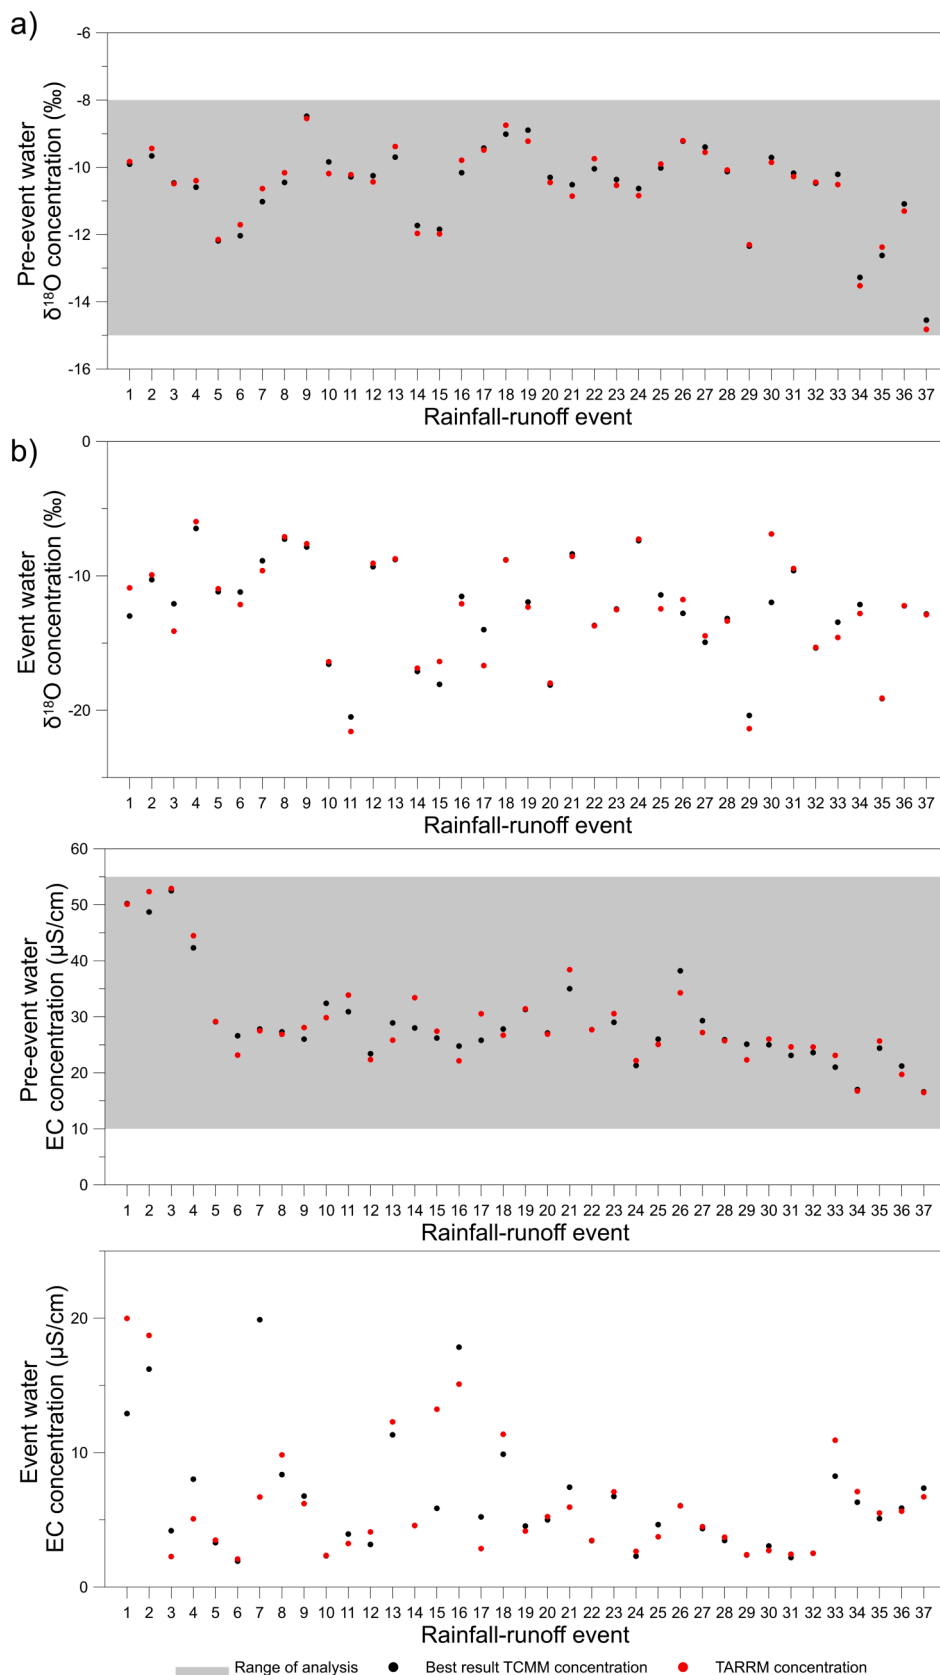 a)
-6
-8
-10
-12
-14
-16
Pre-event water
δ¹⁸O concentration (‰)
1 2 3 4 5 6 7 8 9 10 11 12 13 14 15 16 17 18 19 20 21 22 23 24 25 26 27 28 29 30 31 32 33 34 35 36 37
Rainfall-runoff event
b)
0
-10
-20
Event water
δ¹⁸O concentration (‰)
1 2 3 4 5 6 7 8 9 10 11 12 13 14 15 16 17 18 19 20 21 22 23 24 25 26 27 28 29 30 31 32 33 34 35 36 37
Rainfall-runoff event
60
50
40
30
20
10
0
Pre-event water
EC concentration (µS/cm)
1 2 3 4 5 6 7 8 9 10 11 12 13 14 15 16 17 18 19 20 21 22 23 24 25 26 27 28 29 30 31 32 33 34 35 36 37
Rainfall-runoff event
20
10
0
Event water
EC concentration (µS/cm)
1 2 3 4 5 6 7 8 9 10 11 12 13 14 15 16 17 18 19 20 21 22 23 24 25 26 27 28 29 30 31 32 33 34 35 36 37
Rainfall-runoff event
Range of analysis Best result TCMM concentration TARRM concentration